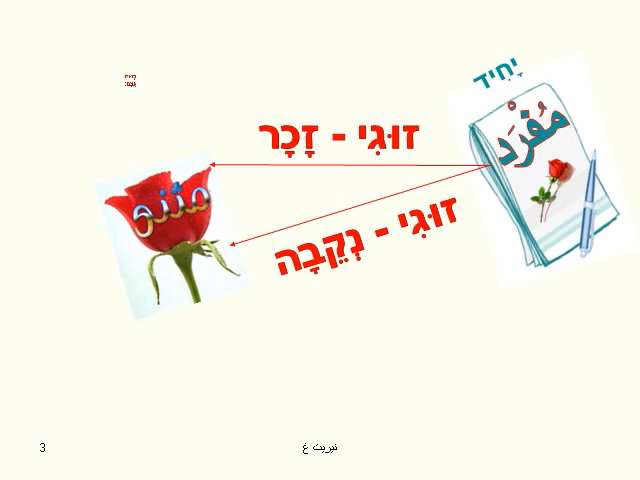 יָחִיד
مُفْرَد
זוּגִי - זָכָר
مثنى
זוּגִי - נְקֵבָה
نيريت غ
3